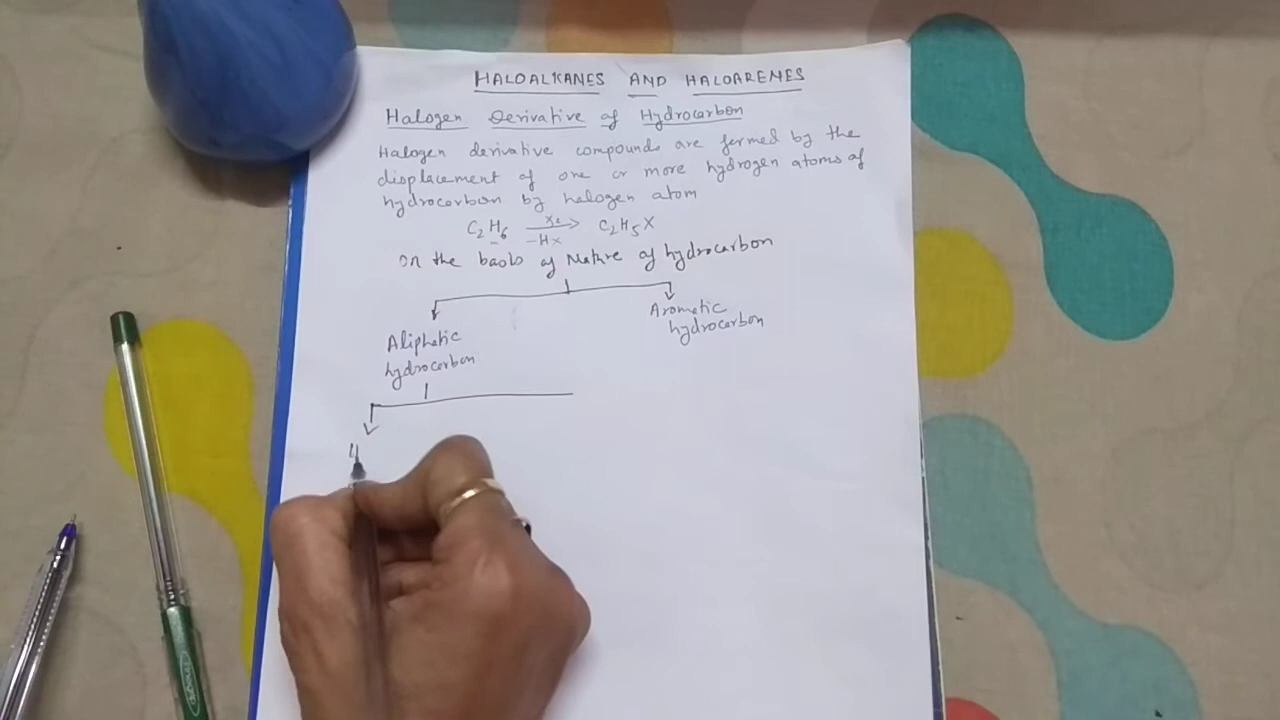 HALOALKANES AND HALOARENES
Halogen Derivative of Hydrocarbon
Halogen derivative compounds are formed by the
displacement of one or more hydrogen atoms of
hydrocarbon by halogen atom
C2H6 X2 -HX → C2H5X
on the basis of Nature of hydrocarbon
Aromatic
hydrocarbon
Aliphatic
hydrocarbon